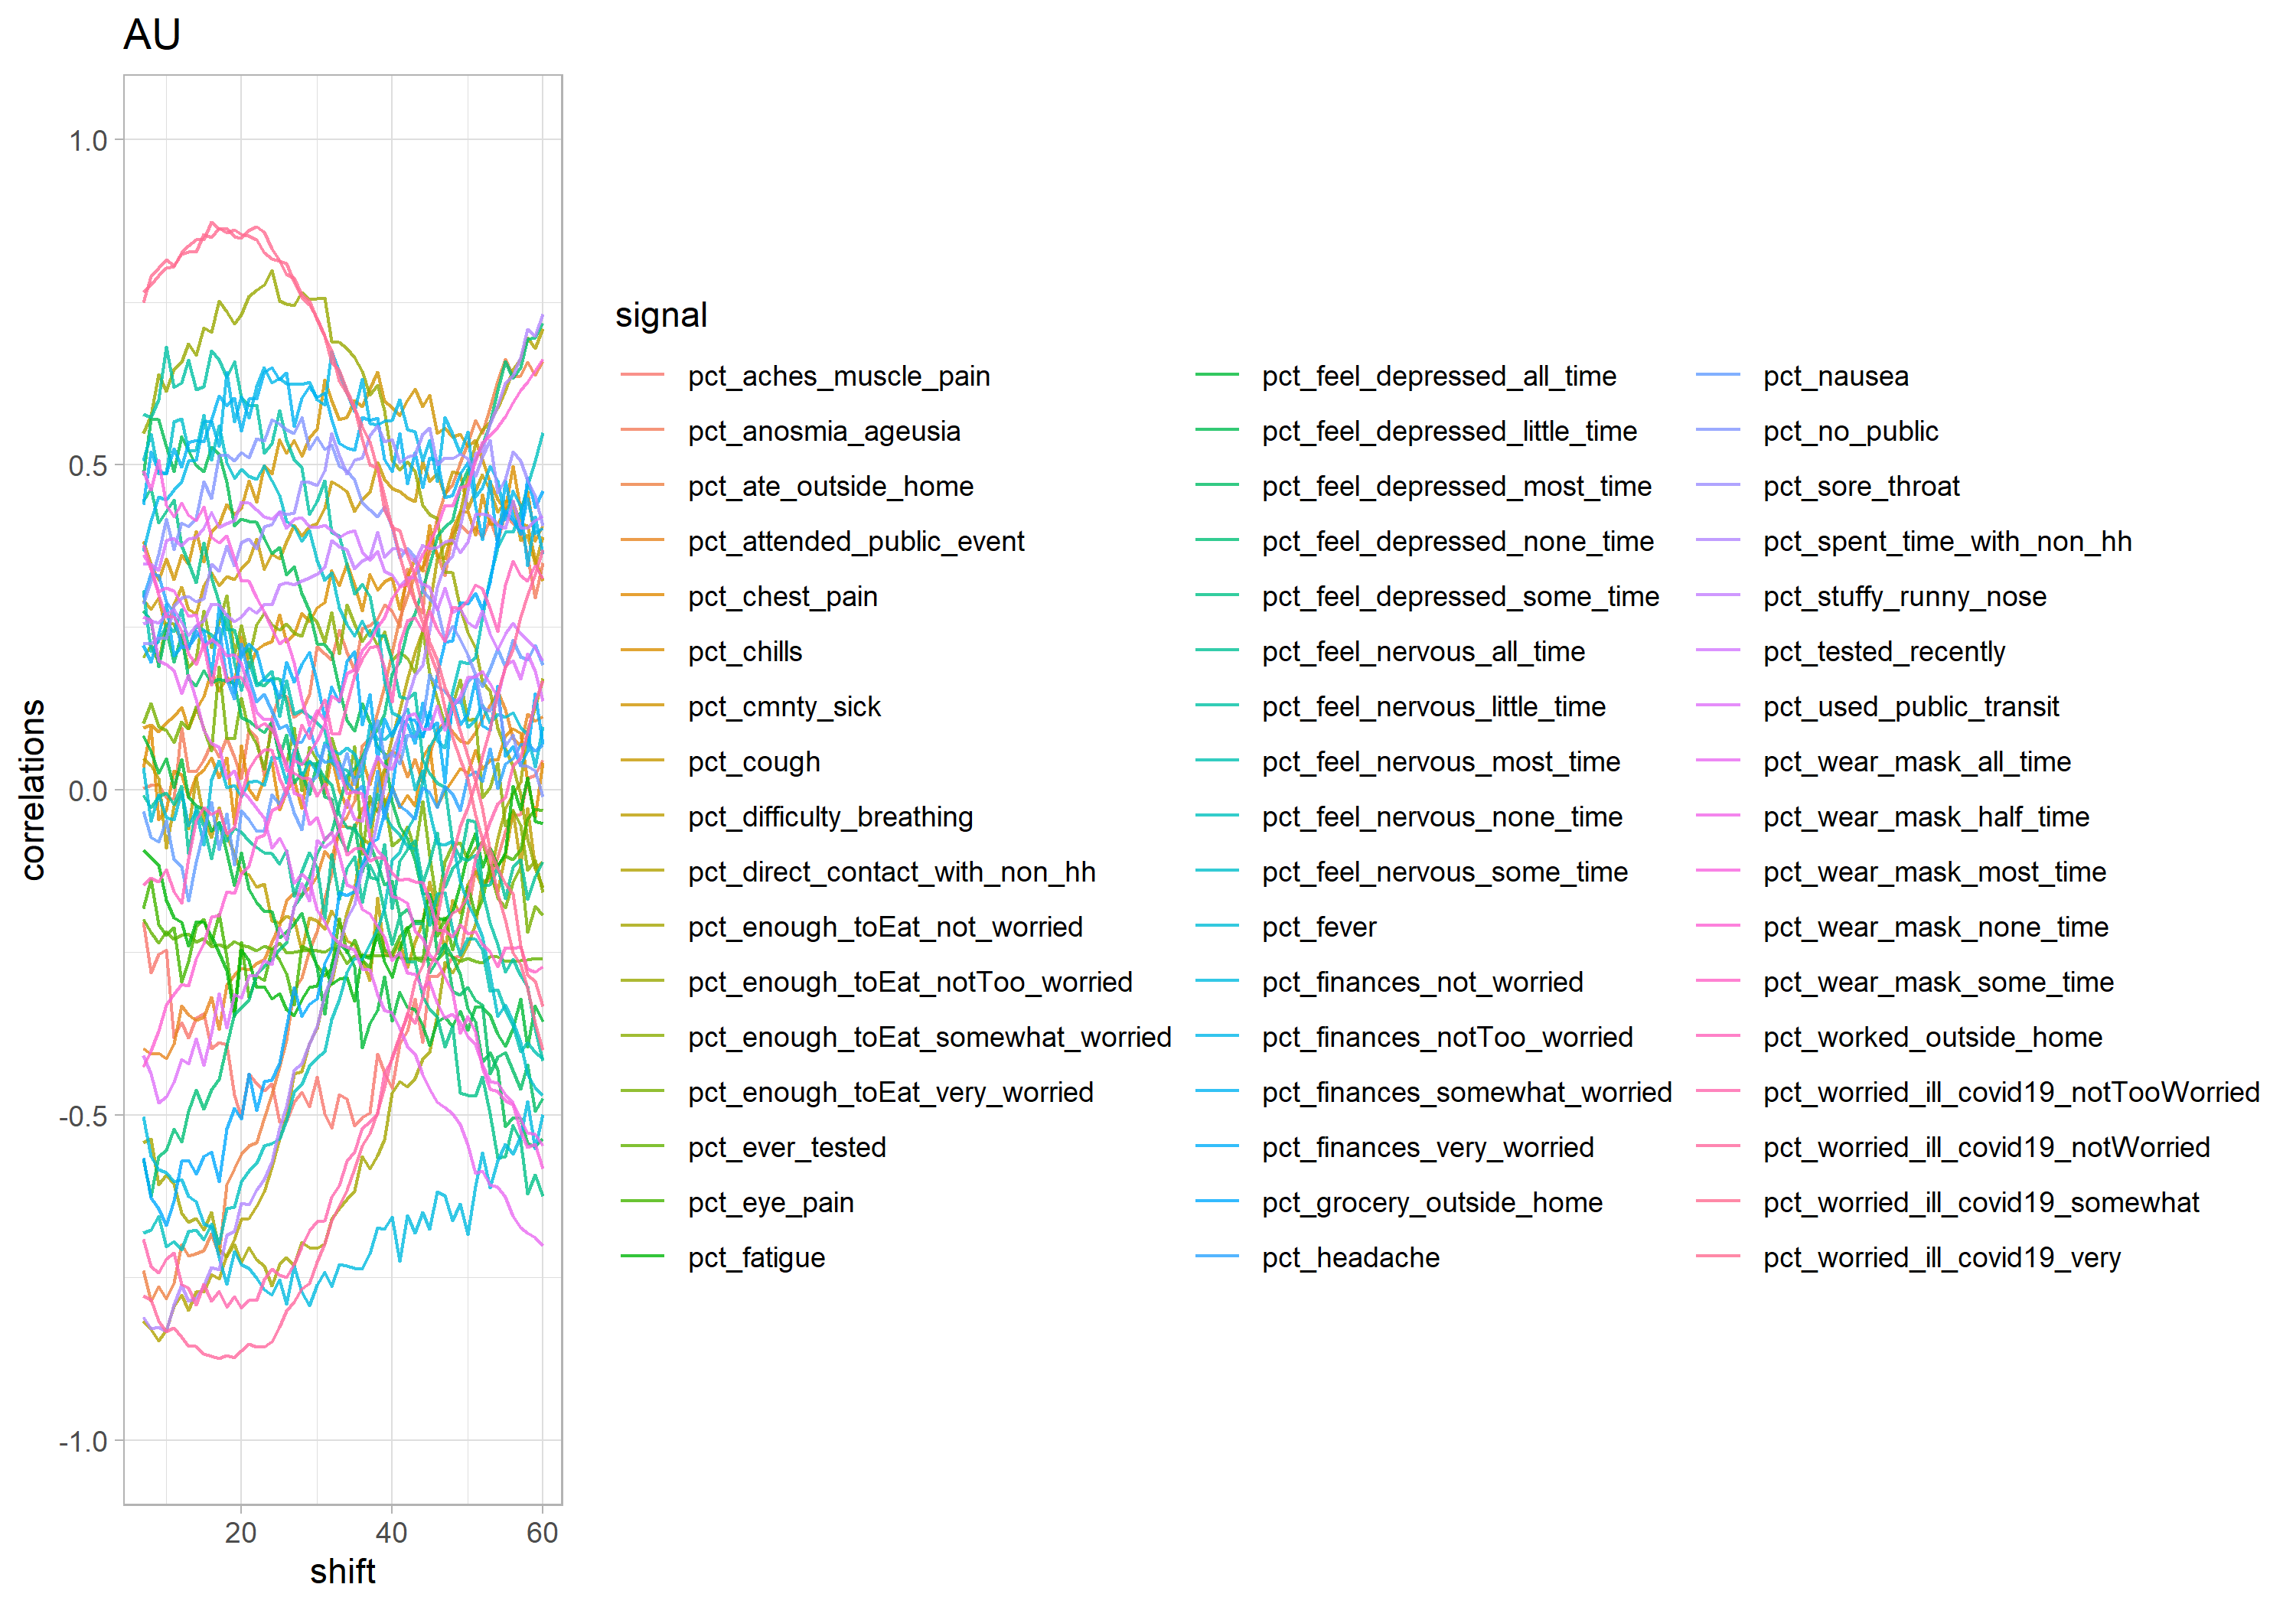 AU
1.0
0.5
0.0
-0.5
-1.0
correlations
20 40 60
shift
signal
pct_aches_muscle_pain
pct_anosmia_ageusia
pct_ate_outside_home
pct_attended_public_event
pct_chest_pain
pct_chills
pct_cmnty_sick
pct_cough
pct_difficulty_breathing
pct_direct_contact_with_non_hh
pct_enough_toEat_not_worried
pct_enough_toEat_notToo_worried
pct_enough_toEat_somewhat_worried
pct_enough_toEat_very_worried
pct_ever_tested
pct_eye_pain
pct_fatigue
pct_feel_depressed_all_time
pct_feel_depressed_little_time
pct_feel_depressed_most_time
pct_feel_depressed_none_time
pct_feel_depressed_some_time
pct_feel_nervous_all_time
pct_feel_nervous_little_time
pct_feel_nervous_most_time
pct_feel_nervous_none_time
pct_feel_nervous_some_time
pct_fever
pct_finances_not_worried
pct_finances_notToo_worried
pct_finances_somewhat_worried
pct_finances_very_worried
pct_grocery_outside_home
pct_headache
pct_nausea
pct_no_public
pct_sore_throat
pct_spent_time_with_non_hh
pct_stuffy_runny_nose
pct_tested_recently
pct_used_public_transit
pct_wear_mask_all_time
pct_wear_mask_half_time
pct_wear_mask_most_time
pct_wear_mask_none_time
pct_wear_mask_some_time
pct_worked_outside_home
pct_worried_ill_covid19_notTooWorried
pct_worried_ill_covid19_notWorried
pct_worried_ill_covid19_somewhat
pct_worried_ill_covid19_very